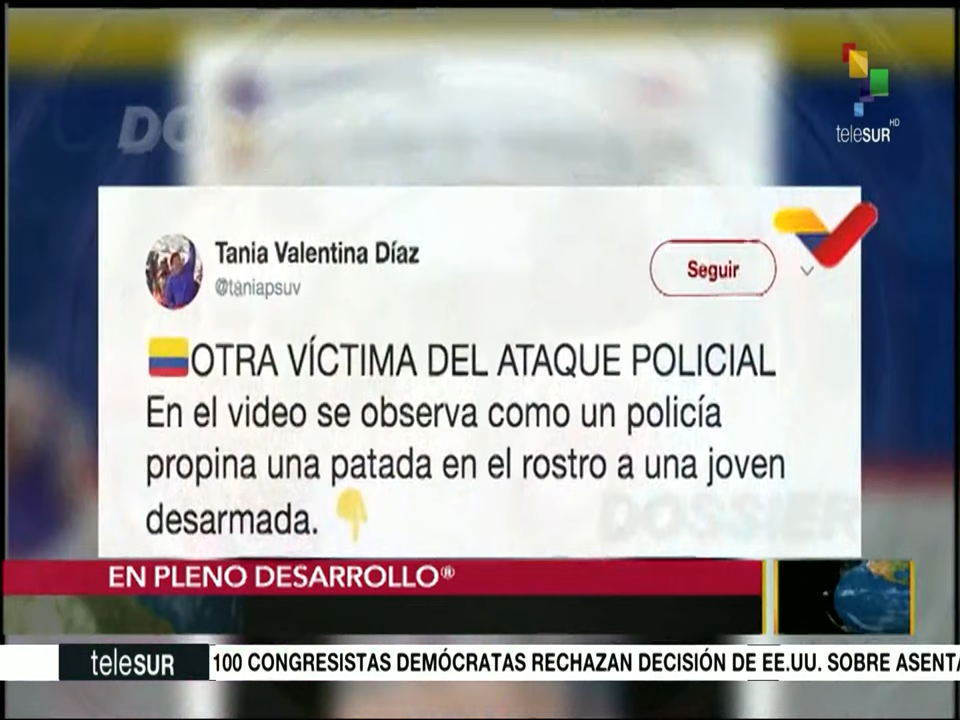 DO
teleSUR HD
Tania Valentina Díaz
@taniapsuv
Seguir
OTRA VÍCTIMA DEL ATAQUE POLICIAL
En el video se observa como un policía
propina una patada en el rostro a una joven
desarmada.
DOSSIER
EN PLENO DESARROLLO®
teleSUR
100 CONGRESISTAS DEMÓCRATAS RECHAZAN DECISIÓN DE EE.UU. SOBRE ASENTA